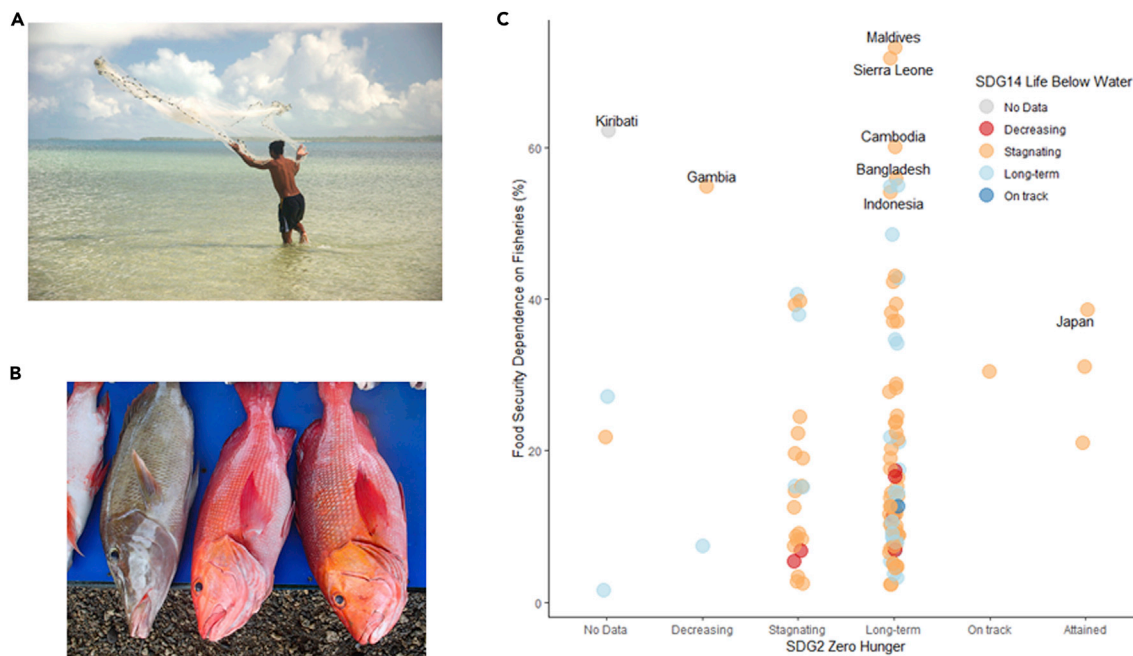 A
B
C
Food Security Dependence on Fisheries (%)
60
40
20
0
Maldives
Sierra Leone
Kiribati
Cambodia
Gambia
Bangladesh
Indonesia
Japan
SDG14 Life Below Water
No Data
Decreasing
Stagnating
Long-term
On track
No Data
Decreasing
Stagnating
Long-term
On track
Attained
SDG2 Zero Hunger